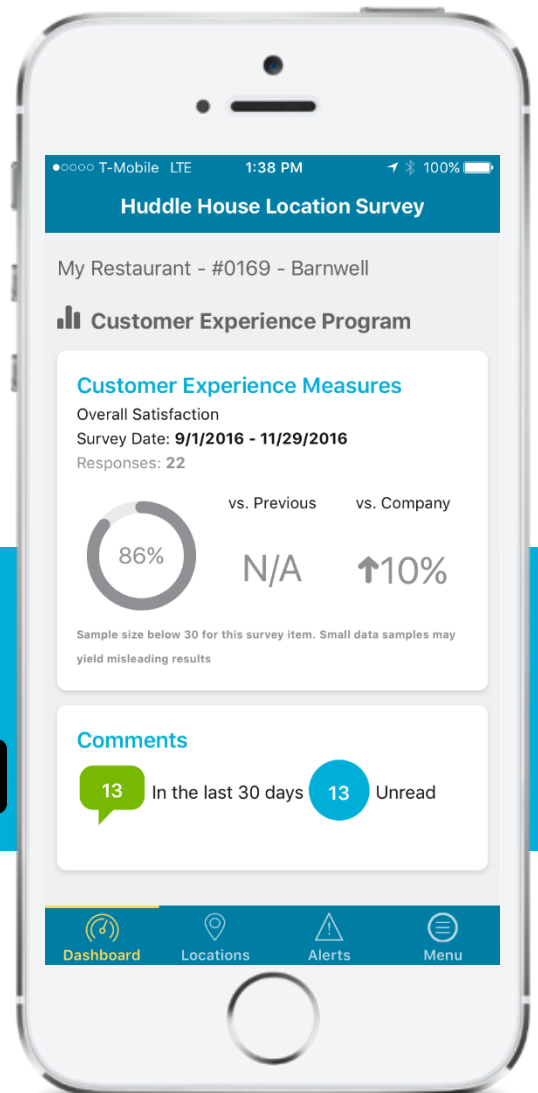 ●○○○○ T-Mobile LTE 1:38 PM 100%
Huddle House Location Survey
My Restaurant - #0169 - Barnwell
Customer Experience Program
Customer Experience Measures
Overall Satisfaction
Survey Date: 9/1/2016 - 11/29/2016
Responses: 22
vs. Previous vs. Company
86% N/A ↑10%
Sample size below 30 for this survey item. Small data samples may
yield misleading results
Comments
13 In the last 30 days 13 Unread
Dashboard Locations Alerts Menu